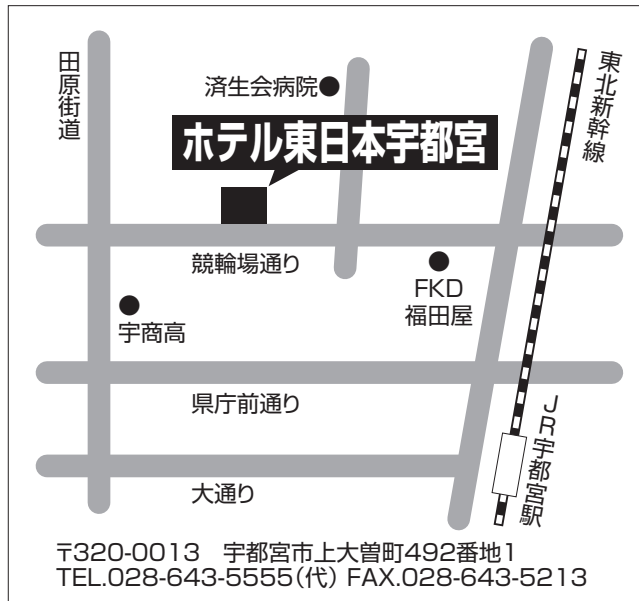 田原街道
済生会病院
東北新幹線
ホテル東日本宇都宮
競輪場通り
FKD
福田屋
宇商高
県庁前通り
JR宇都宮駅
大通り
〒320-0013　宇都宮市上大曽町492番地1
TEL.028-643-5555(代) FAX.028-643-5213